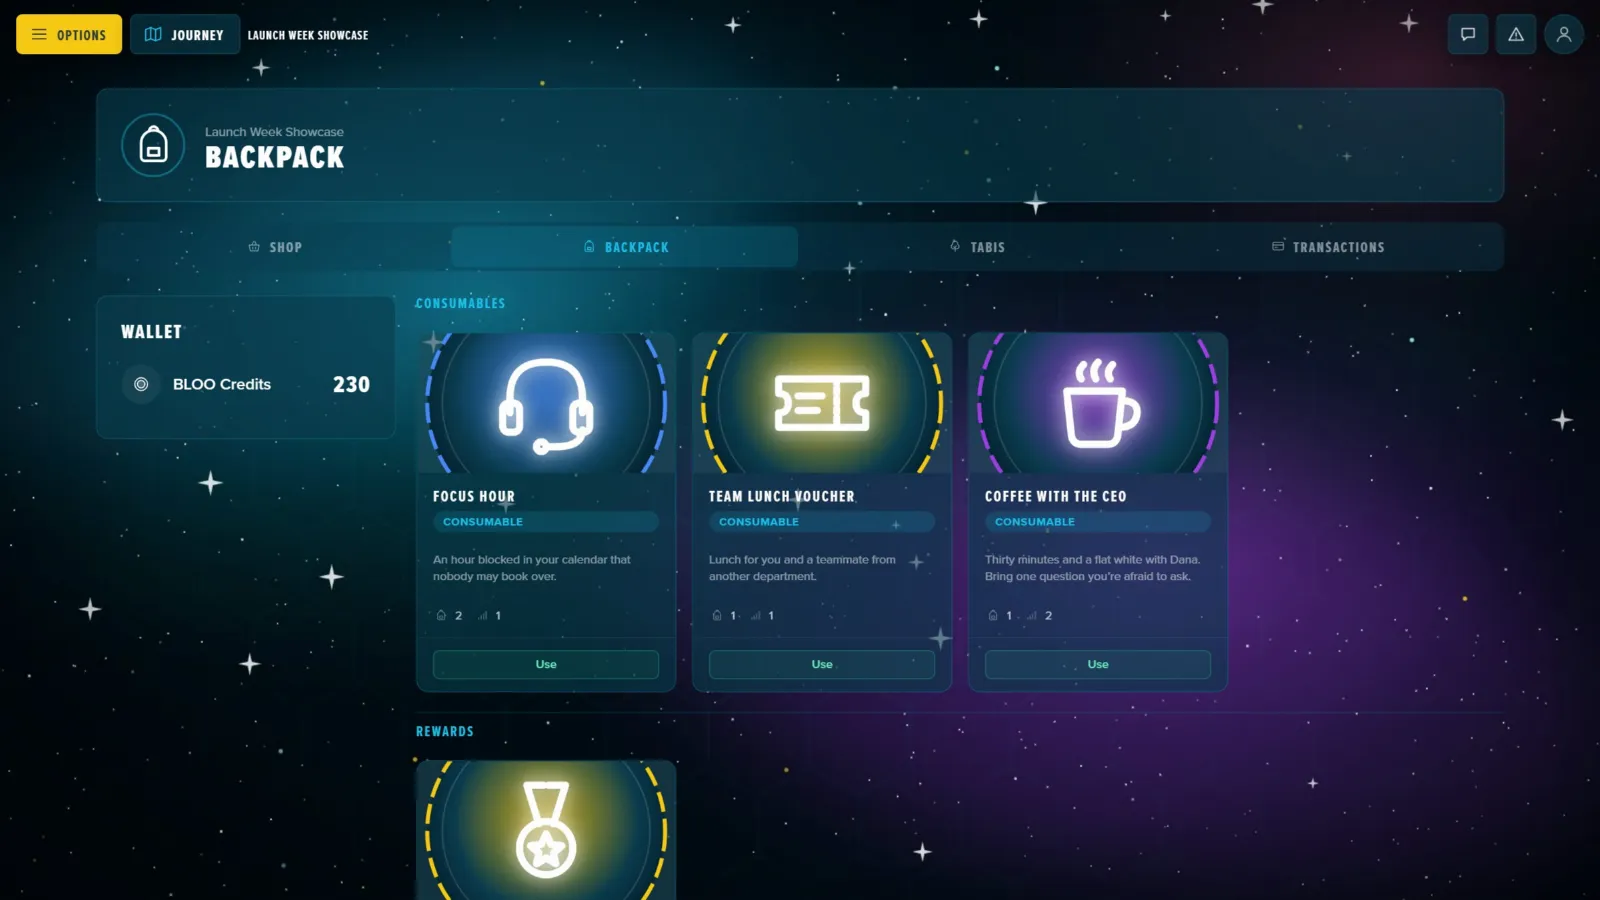 OPTIONS
JOURNEY
LAUNCH WEEK SHOWCASE
Launch Week Showcase
BACKPACK
SHOP
BACKPACK
TABIS
TRANSACTIONS
WALLET
BLOO Credits
230
CONSUMABLES
FOCUS HOUR
CONSUMABLE
An hour blocked in your calendar that
nobody may book over.
2 1
Use
TEAM LUNCH VOUCHER
CONSUMABLE
Lunch for you and a teammate from
another department.
1 1
Use
COFFEE WITH THE CEO
CONSUMABLE
Thirty minutes and a flat white with Dana.
Bring one question you're afraid to ask.
1 2
Use
REWARDS